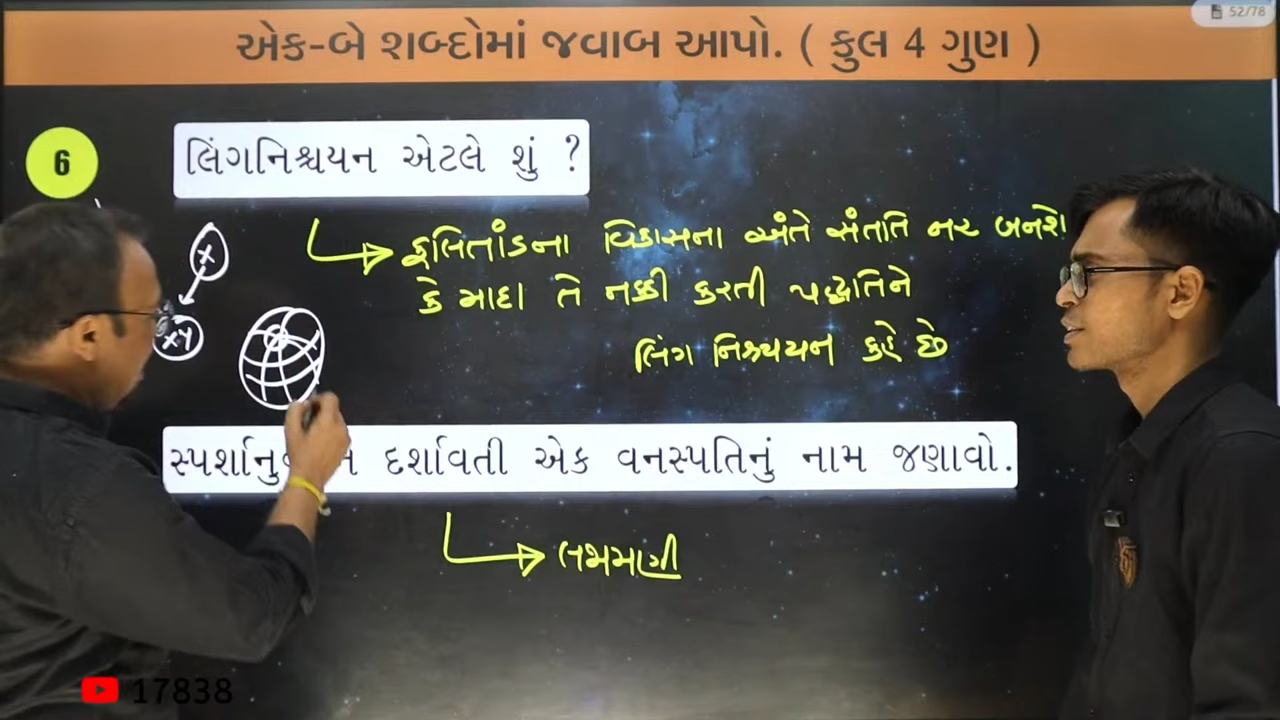 52/78
એક-બે શબ્દોમાં જવાબ આપો. ( કુલ 4 ગુણ )
6
લિંગનિશ્ચયન એટલે શું ?
X
XY
ફલિતાંડના વિકાસના અંતે સંતતિ નર બનશે
કે માદા તે નક્કી કરતી પદ્ધતિને
લિંગ નિશ્ચયન કહે છે
દર્શાવતી એક વનસ્પતિનું નામ જણાવો.
લજામણી
17838